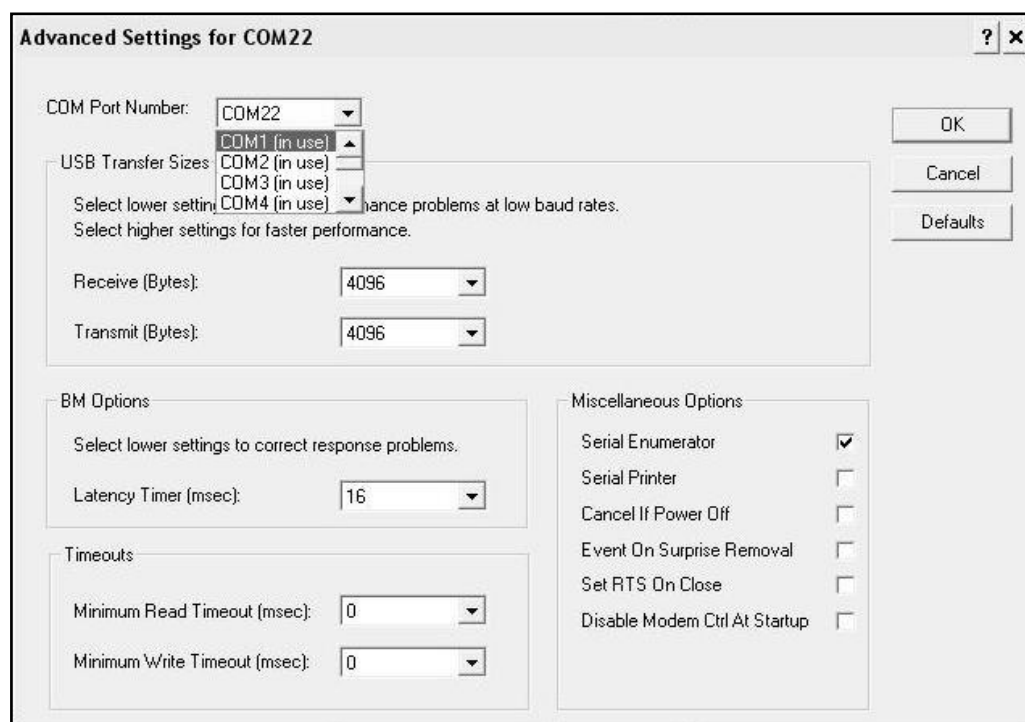 Advanced Settings for COM22
COM Port Number: COM22
COM1 (in use)
COM2 (in use)
COM3 (in use)
COM4 (in use)
OK
Cancel
Defaults
USB Transfer Sizes
Select lower settin mance problems at low baud rates.
Select higher settings for faster performance.
Receive (Bytes): 4096
Transmit (Bytes): 4096
BM Options
Select lower settings to correct response problems.
Latency Timer (msec): 16
Timeouts
Minimum Read Timeout (msec): 0
Minimum Write Timeout (msec): 0
Miscellaneous Options
Serial Enumerator
Serial Printer
Cancel If Power Off
Event On Surprise Removal
Set RTS On Close
Disable Modem Ctrl At Startup